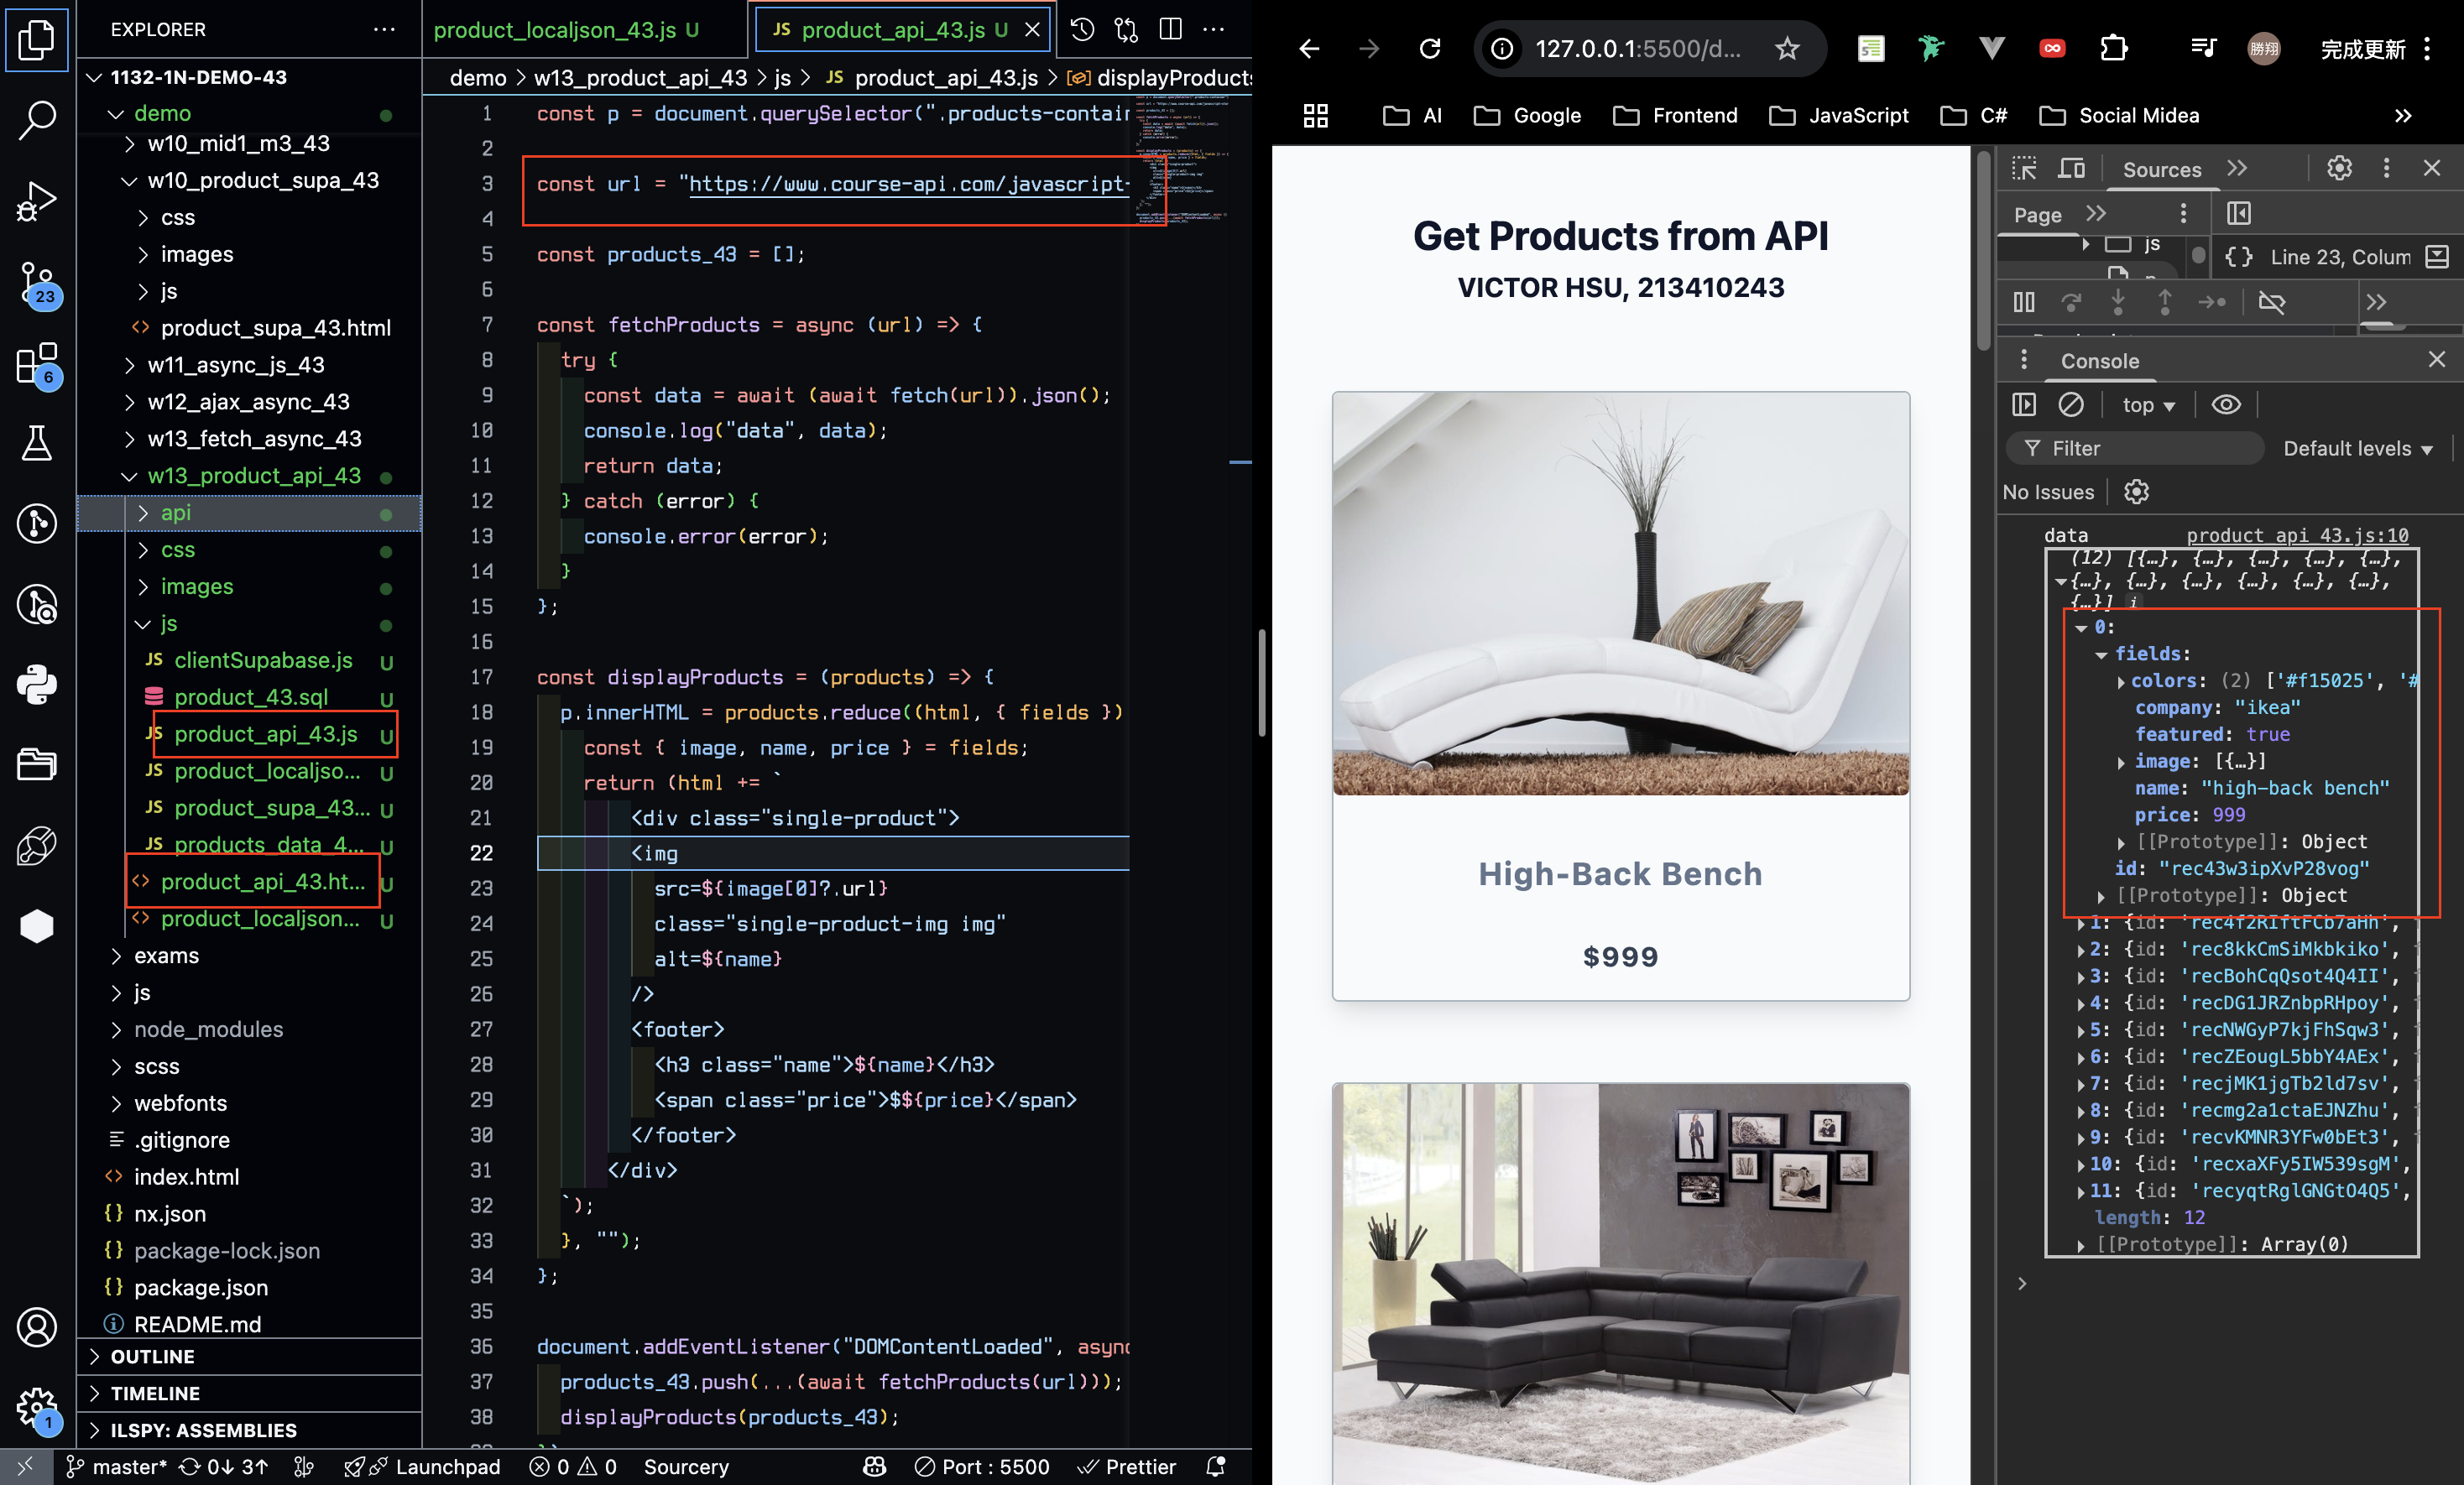 EXPLORER
1132-1N-DEMO-43
demo
w10_mid1_m3_43
w10_product_supa_43
css
images
js
product_supa_43.html
w11_async_js_43
w12_ajax_async_43
w13_fetch_async_43
w13_product_api_43
api
css
images
js
JS clientSupabase.js U
product_43.sql U
JS product_api_43.js U
JS product_localjso... U
JS product_supa_43... U
JS products_data_4... U
<> product_api_43.ht... U
<> product_localjson... U
exams
js
node_modules
scss
webfonts
.gitignore
<> index.html
{} nx.json
{} package-lock.json
{} package.json
README.md
OUTLINE
TIMELINE
ILSPY: ASSEMBLIES
23
6
1
product_localjson_43.js U
JS product_api_43.js U
demo > w13_product_api_43 > js > JS product_api_43.js > displayProducts
1 const p = document.querySelector(".products-contain
2
3 const url = "https://www.course-api.com/javascript-
4
5 const products_43 = [];
6
7 const fetchProducts = async (url) => {
8 try {
9 const data = await (await fetch(url)).json();
10 console.log("data", data);
11 return data;
12 } catch (error) {
13 console.error(error);
14 }
15 };
16
17 const displayProducts = (products) => {
18 p.innerHTML = products.reduce((html, { fields })
19 const { image, name, price } = fields;
20 return (html += `
21 <div class="single-product">
22 <img
23 src=${image[0]?.url}
24 class="single-product-img img"
25 alt=${name}
26 />
27 <footer>
28 <h3 class="name">${name}</h3>
29 <span class="price">$${price}</span>
30 </footer>
31 </div>
32 `);
33 }, "");
34 };
35
36 document.addEventListener("DOMContentLoaded", async
37 products_43.push(...(await fetchProducts(url)));
38 displayProducts(products_43);
master* 0↓ 3↑ Launchpad 0 0 Sourcery Port : 5500 Prettier
127.0.0.1:5500/d...
勝翔
完成更新
AI Google Frontend JavaScript C# Social Midea
Get Products from API
VICTOR HSU, 213410243
High-Back Bench
$999
Sources
Page
js
{} Line 23, Colum
Console
top
Filter
Default levels
No Issues
data product_api_43.js:10
(12) [{…}, {…}, {…}, {…}, {…},
{…}, {…}, {…}, {…}, {…}, {…},
{…}] i
0:
fields:
colors: (2) ['#f15025', '#
company: "ikea"
featured: true
image: [{…}]
name: "high-back bench"
price: 999
[[Prototype]]: Object
id: "rec43w3ipXvP28vog"
[[Prototype]]: Object
1: {id: 'rec4f2RIftFCb7aHh',
2: {id: 'rec8kkCmSiMkbkiko',
3: {id: 'recBohCqQsot4Q4II',
4: {id: 'recDG1JRZnbpRHpoy',
5: {id: 'recNWGyP7kjFhSqw3',
6: {id: 'recZEougL5bbY4AEx',
7: {id: 'recjMK1jgTb2ld7sv',
8: {id: 'recmg2a1ctaEJNZhu',
9: {id: 'recvKMNR3YFw0bEt3',
10: {id: 'recxaXFy5IW539sgM',
11: {id: 'recyqtRglGNGtO4Q5',
length: 12
[[Prototype]]: Array(0)